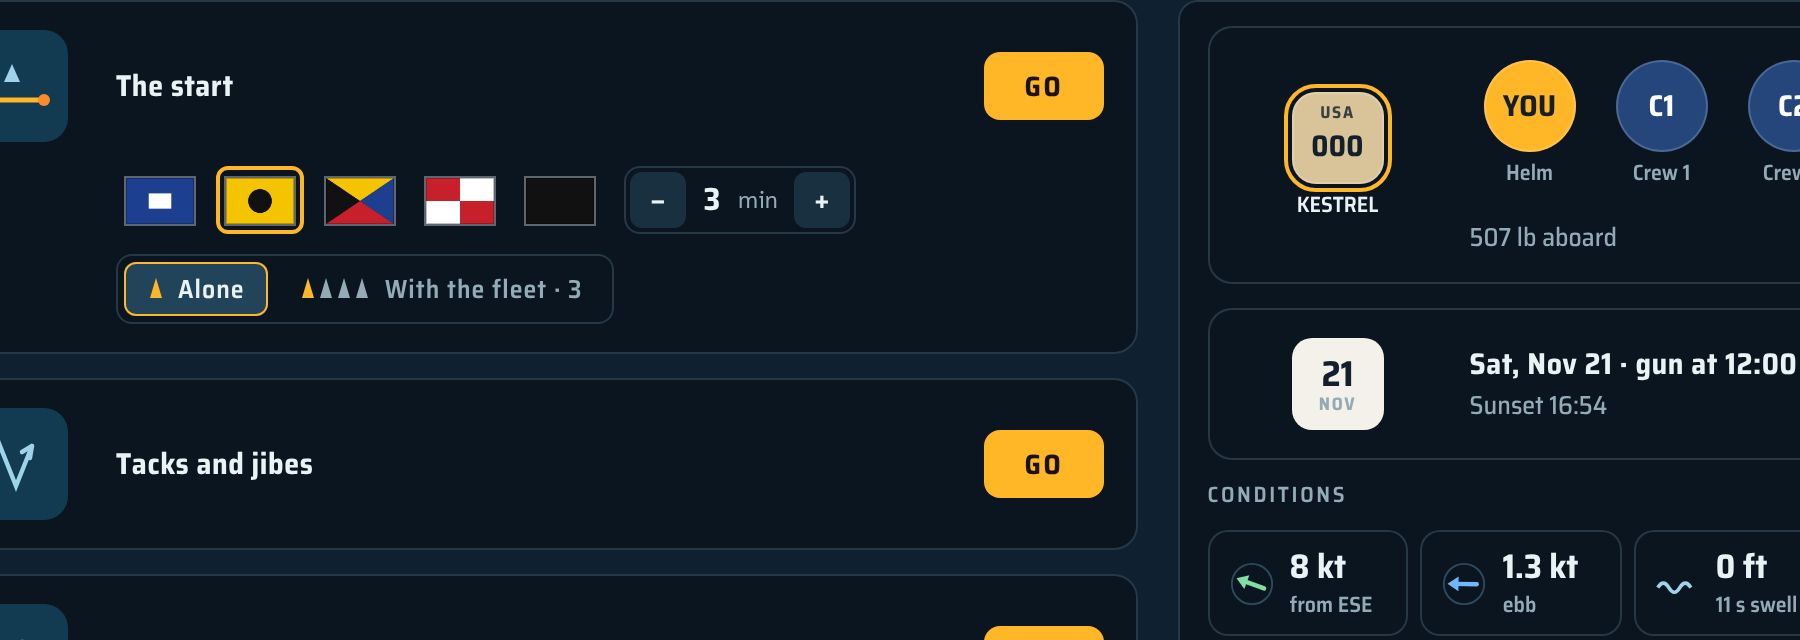 The start
GO
− 3 min +
Alone
With the fleet · 3
Tacks and jibes
GO
GO
USA
000
KESTREL
YOU
Helm
C1
Crew 1
C2
507 lb aboard
21
NOV
Sat, Nov 21 · gun at 12:00
Sunset 16:54
CONDITIONS
8 kt
from ESE
1.3 kt
ebb
0 ft
11 s swell